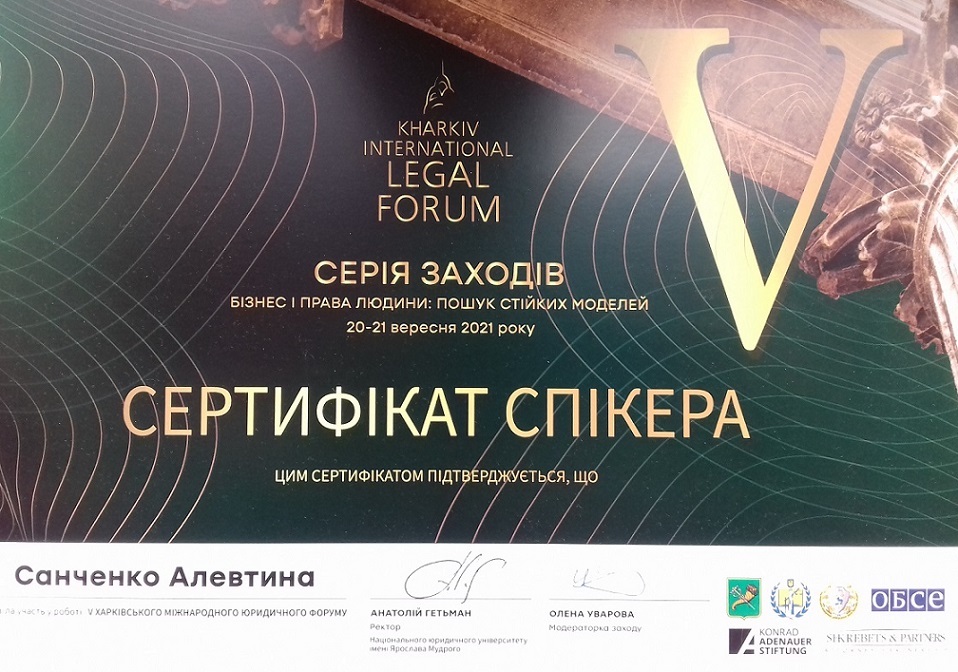 KHARKIV
INTERNATIONAL
LEGAL
FORUM
V
СЕРІЯ ЗАХОДІВ
БІЗНЕС І ПРАВА ЛЮДИНИ: ПОШУК СТІЙКИХ МОДЕЛЕЙ
20-21 вересня 2021 року
СЕРТИФІКАТ СПІКЕРА
ЦИМ СЕРТИФІКАТОМ ПІДТВЕРДЖУЄТЬСЯ, ЩО
Санченко Алевтина
участь у роботі V ХАРКІВСЬКОГО МІЖНАРОДНОГО ЮРИДИЧНОГО ФОРУМУ
АНАТОЛІЙ ГЕТЬМАН
Ректор
Національного юридичного університету
імені Ярослава Мудрого
ОЛЕНА УВАРОВА
Модераторка заходу
ОБСЕ
KONRAD
ADENAUER
STIFTUNG
SHKREBETS & PARTNERS